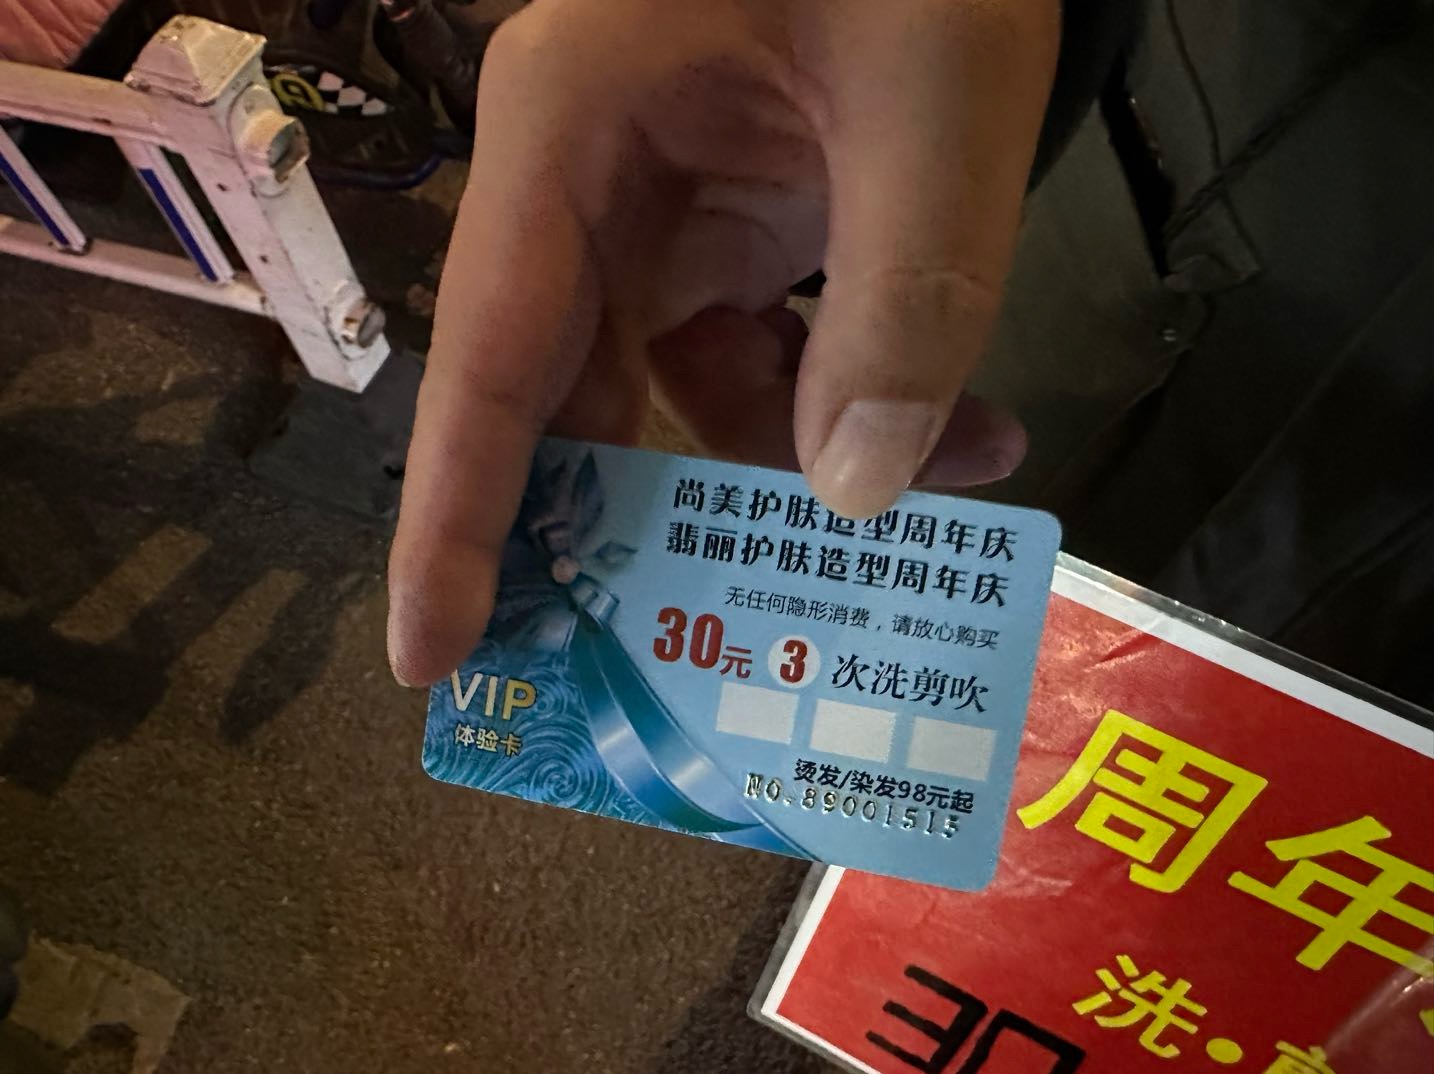 尚美护肤造型周年庆
翡丽护肤造型周年庆
无任何隐形消费，请放心购买
30元 3 次洗剪吹
VIP
体验卡
烫发/染发98元起
NO.89001515
周年
洗·
30